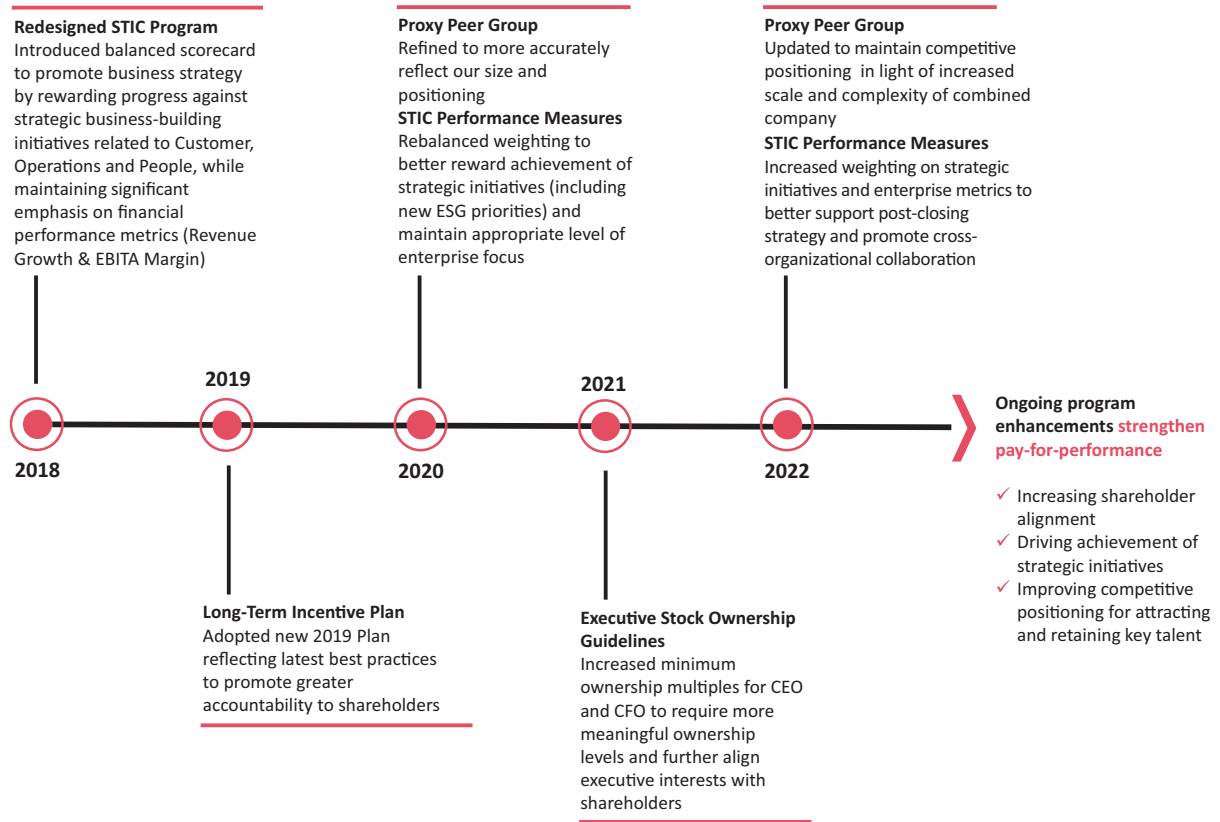 Redesigned STIC Program
Introduced balanced scorecard
to promote business strategy
by rewarding progress against
strategic business-building
initiatives related to Customer,
Operations and People, while
maintaining significant
emphasis on financial
performance metrics (Revenue
Growth & EBITA Margin)
Proxy Peer Group
Refined to more accurately
reflect our size and
positioning
STIC Performance Measures
Rebalanced weighting to
better reward achievement of
strategic initiatives (including
new ESG priorities) and
maintain appropriate level of
enterprise focus
Proxy Peer Group
Updated to maintain competitive
positioning in light of increased
scale and complexity of combined
company
STIC Performance Measures
Increased weighting on strategic
initiatives and enterprise metrics to
better support post-closing
strategy and promote cross-
organizational collaboration
2018
2019
2020
2021
2022
Long-Term Incentive Plan
Adopted new 2019 Plan
reflecting latest best practices
to promote greater
accountability to shareholders
Executive Stock Ownership
Guidelines
Increased minimum
ownership multiples for CEO
and CFO to require more
meaningful ownership
levels and further align
executive interests with
shareholders
Ongoing program
enhancements strengthen
pay-for-performance
✓ Increasing shareholder
alignment
✓ Driving achievement of
strategic initiatives
✓ Improving competitive
positioning for attracting
and retaining key talent